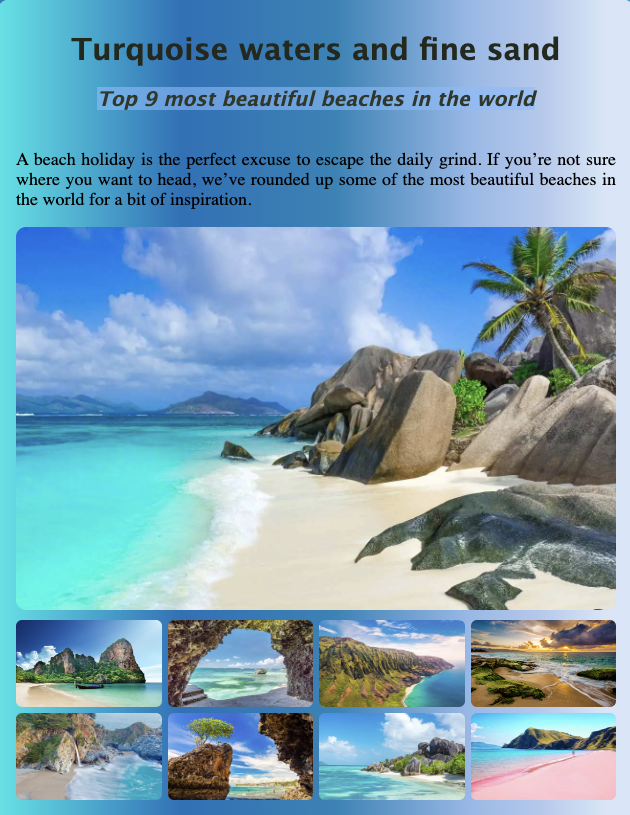 Turquoise waters and fine sand
Top 9 most beautiful beaches in the world
A beach holiday is the perfect excuse to escape the daily grind. If you’re not sure
where you want to head, we’ve rounded up some of the most beautiful beaches in
the world for a bit of inspiration.